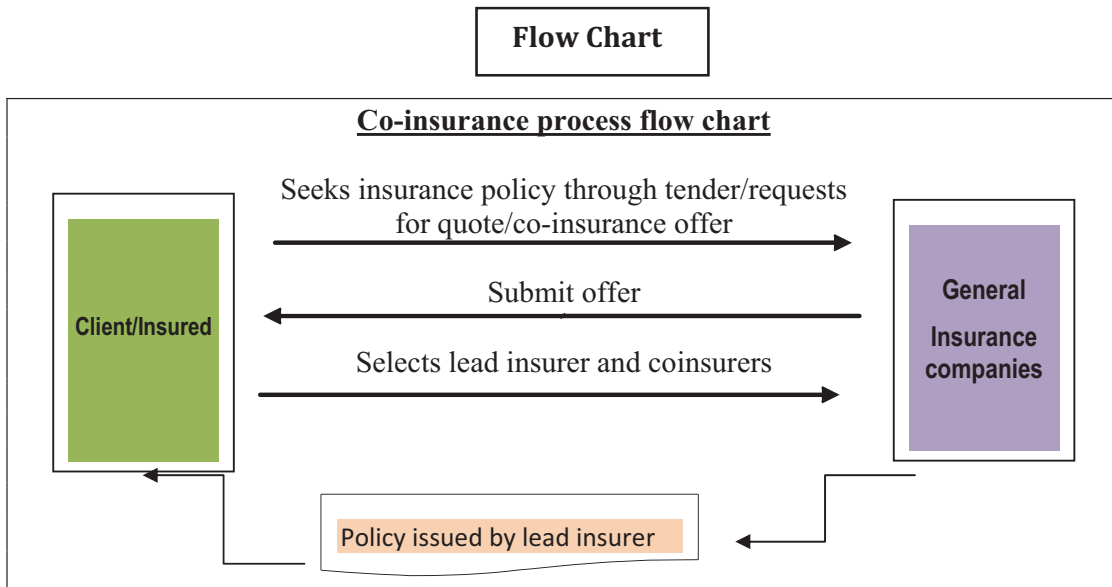 Flow Chart
Co-insurance process flow chart
Seeks insurance policy through tender/requests
for quote/co-insurance offer
Submit offer
Client/Insured
General
Insurance
companies
Selects lead insurer and coinsurers
Policy issued by lead insurer